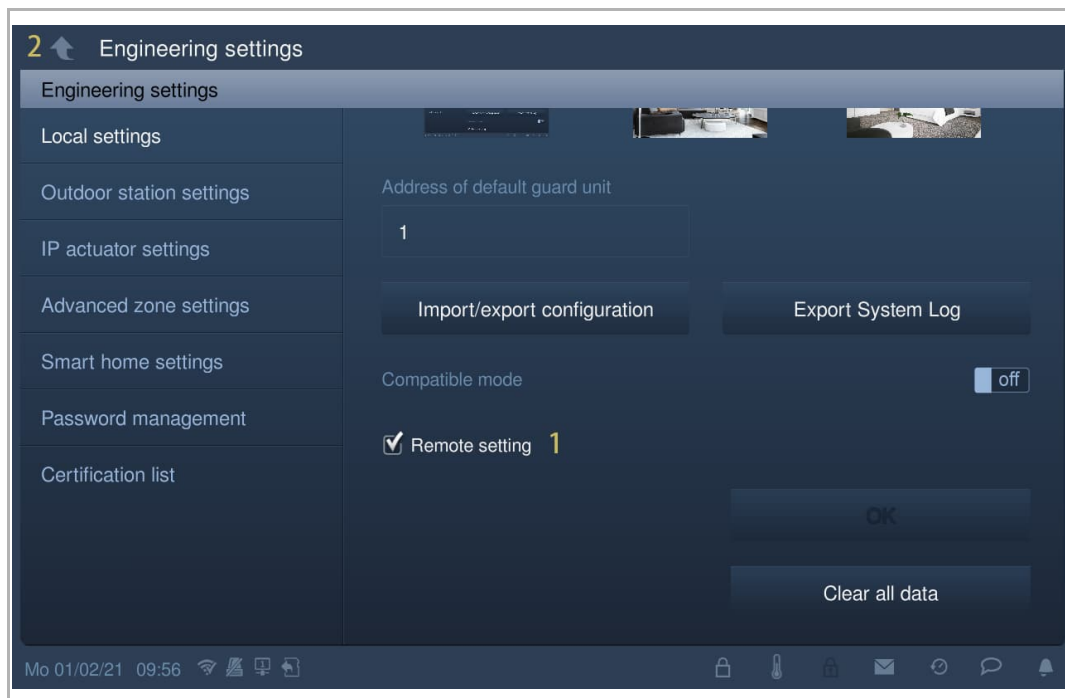 2 Engineering settings
Engineering settings
Local settings
Outdoor station settings
IP actuator settings
Advanced zone settings
Smart home settings
Password management
Certification list
Address of default guard unit
1
Import/export configuration
Export System Log
Compatible mode
off
Remote setting 1
OK
Clear all data
Mo 01/02/21 09:56